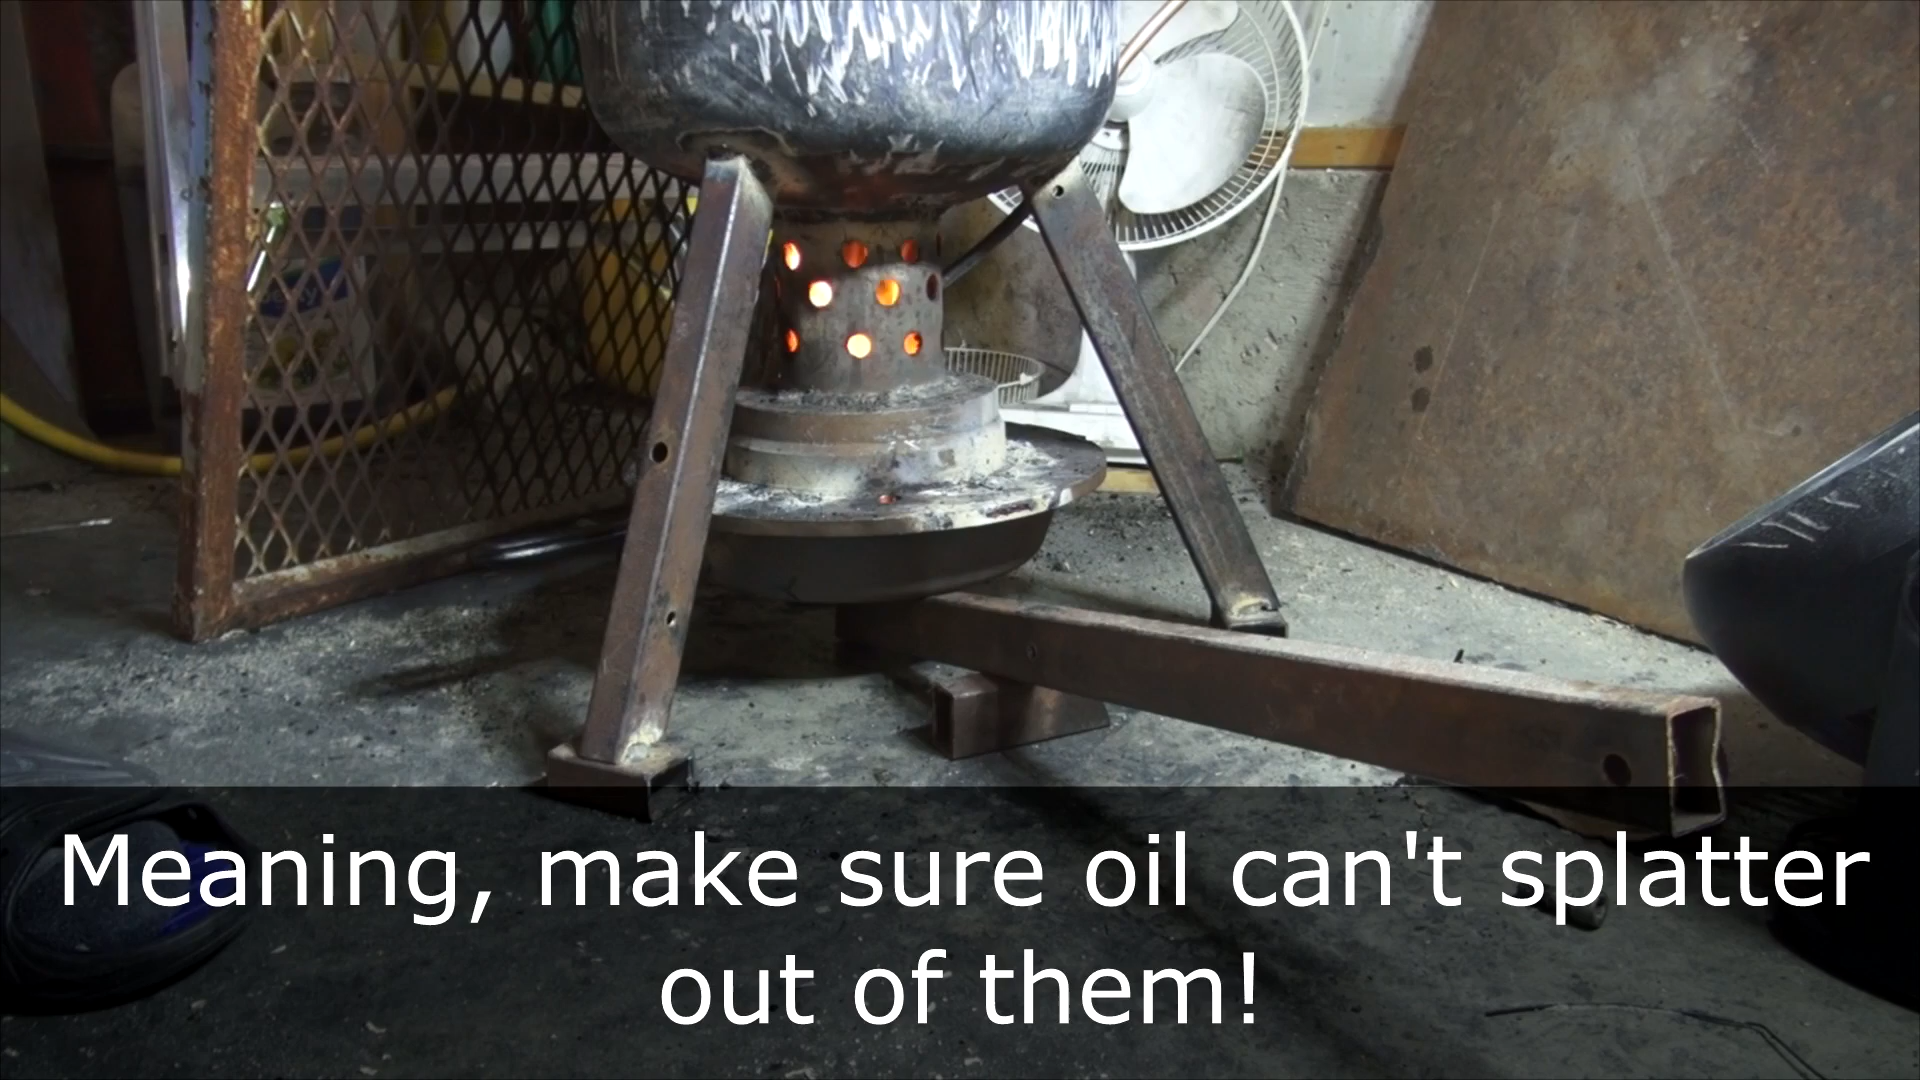 Meaning, make sure oil can't splatter
out of them!